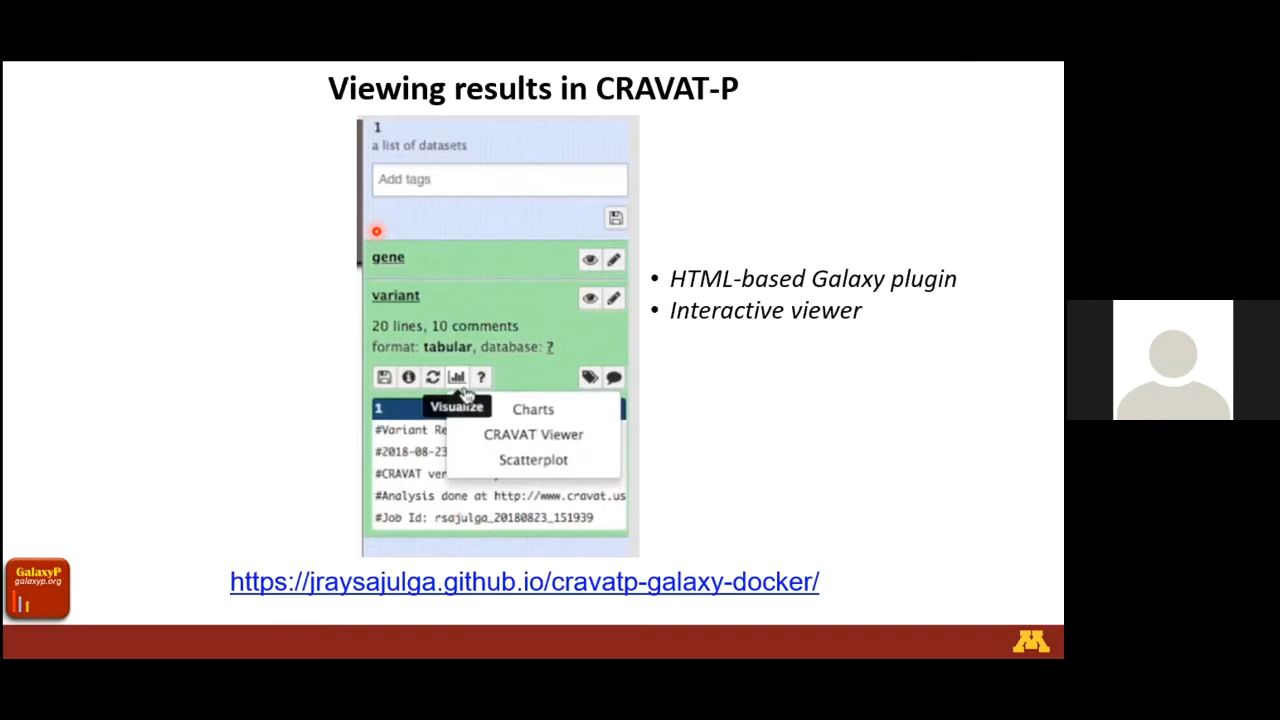 Viewing results in CRAVAT-P
1
a list of datasets
Add tags
gene
variant
20 lines, 10 comments
format: tabular, database: ?
?
1
Visualize
Charts
#Variant Re
CRAVAT Viewer
#2018-08-23
Scatterplot
#CRAVAT ver
#Analysis done at http://www.cravat.us
#Job Id: rsajulga_20180823_151939
• HTML-based Galaxy plugin
• Interactive viewer
https://jraysajulga.github.io/cravatp-galaxy-docker/
GalaxyP
galaxyp.org
M